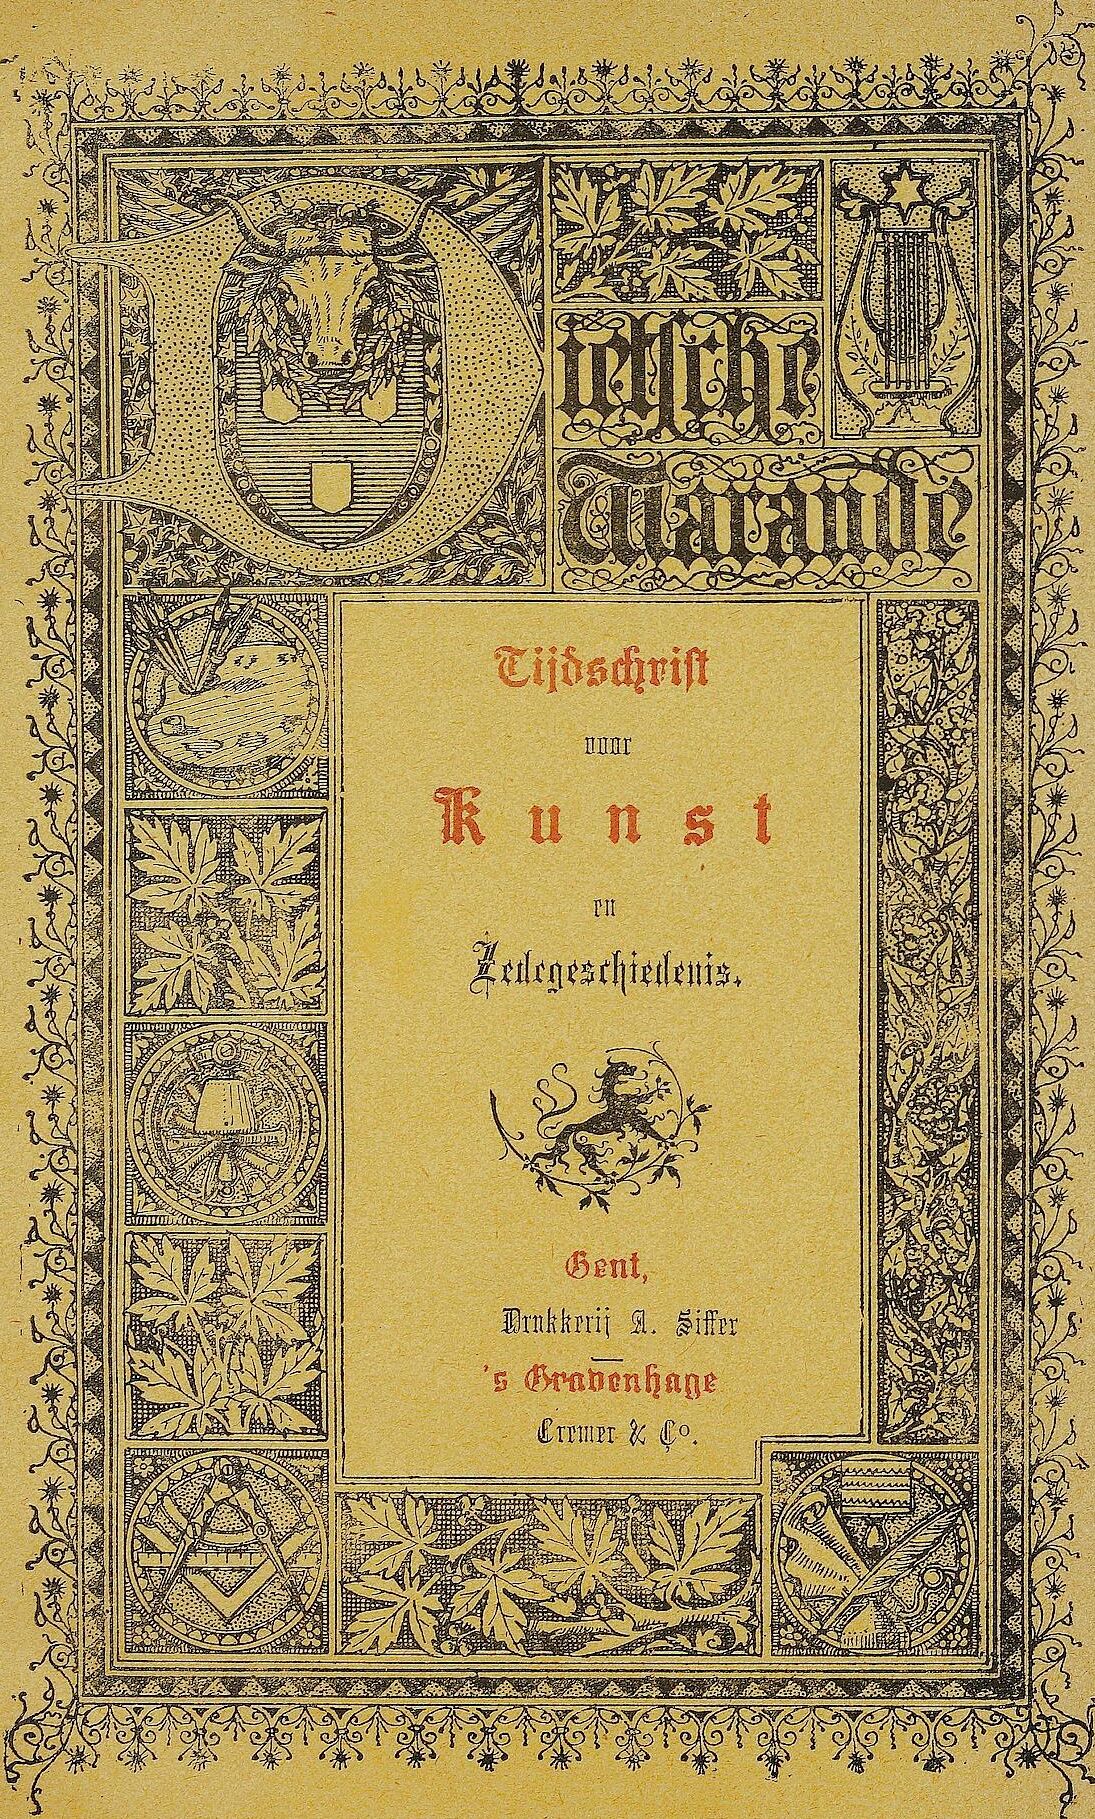 Dietsche
Warande
Tijdschrift
voor
Kunst
en
Zedegeschiedenis.
Gent,
Drukkerij A. Siffer
's Gravenhage
Cremer & Co.